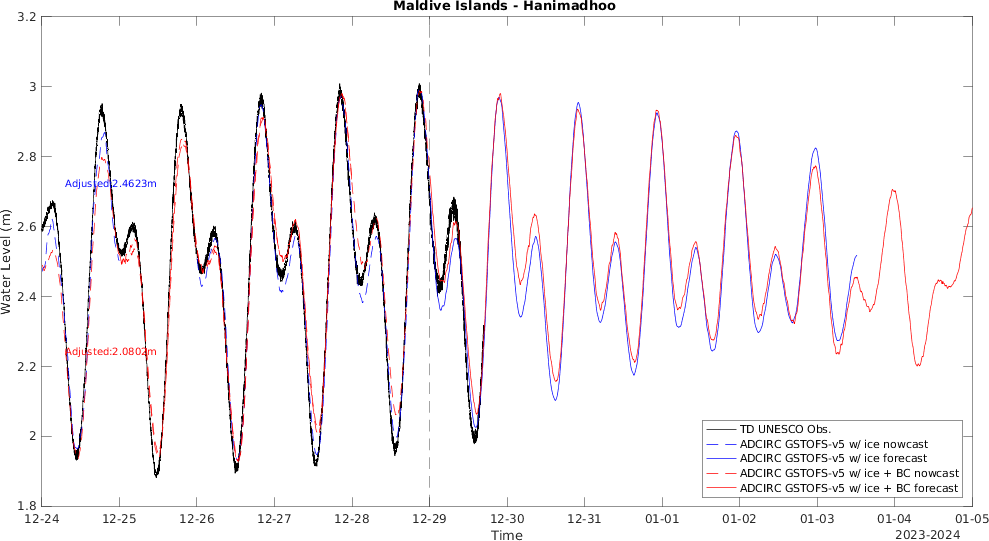 Maldive Islands - Hanimadhoo
3.2
3
2.8
2.6
2.4
2.2
2
1.8
Water Level (m)
Adjusted:2.4623m
Adjusted:2.0802m
TD UNESCO Obs.
ADCIRC GSTOFS-v5 w/ ice nowcast
ADCIRC GSTOFS-v5 w/ ice forecast
ADCIRC GSTOFS-v5 w/ ice + BC nowcast
ADCIRC GSTOFS-v5 w/ ice + BC forecast
12-24 12-25 12-26 12-27 12-28 12-29 12-30 12-31 01-01 01-02 01-03 01-04 01-05
Time
2023-2024